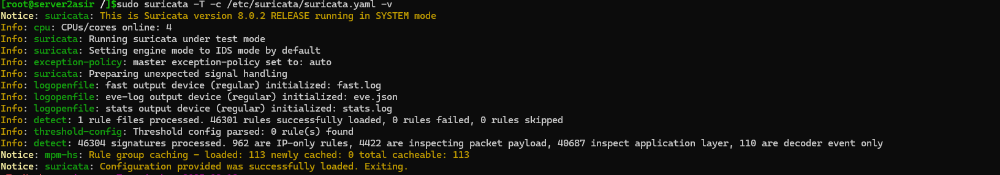 [root@server2asir /]$sudo suricata -T -c /etc/suricata/suricata.yaml -v
Notice: suricata: This is Suricata version 8.0.2 RELEASE running in SYSTEM mode
Info: cpu: CPUs/cores online: 4
Info: suricata: Running suricata under test mode
Info: suricata: Setting engine mode to IDS mode by default
Info: exception-policy: master exception-policy set to: auto
Info: suricata: Preparing unexpected signal handling
Info: logopenfile: fast output device (regular) initialized: fast.log
Info: logopenfile: eve-log output device (regular) initialized: eve.json
Info: logopenfile: stats output device (regular) initialized: stats.log
Info: detect: 1 rule files processed. 46301 rules successfully loaded, 0 rules failed, 0 rules skipped
Info: threshold-config: Threshold config parsed: 0 rule(s) found
Info: detect: 46304 signatures processed. 962 are IP-only rules, 4422 are inspecting packet payload, 40687 inspect application layer, 110 are decoder event only
Notice: mpm-hs: Rule group caching - loaded: 113 newly cached: 0 total cacheable: 113
Notice: suricata: Configuration provided was successfully loaded. Exiting.